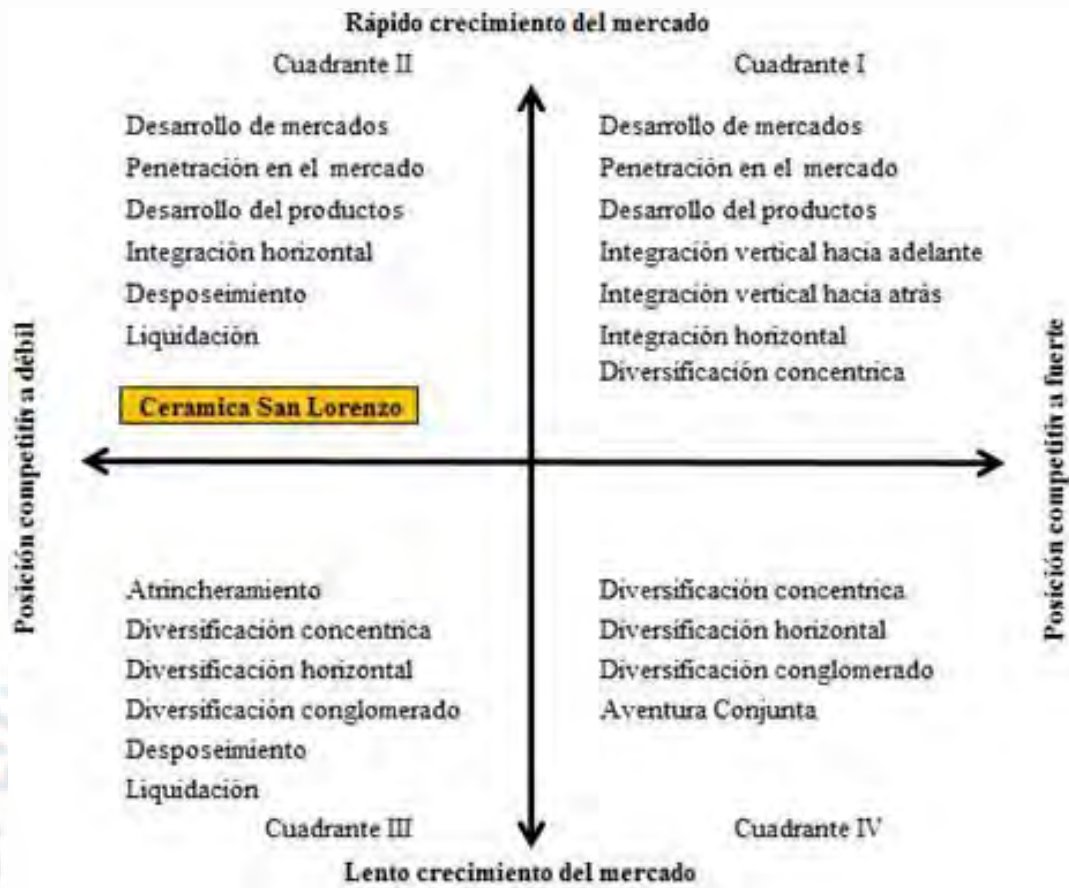 Rápido crecimiento del mercado
Cuadrante II
Desarrollo de mercados
Penetración en el mercado
Desarrollo del productos
Integración horizontal
Desposeimiento
Liquidación
Ceramica San Lorenzo
Cuadrante I
Desarrollo de mercados
Penetración en el mercado
Desarrollo del productos
Integración vertical hacia adelante
Integración vertical hacia atrás
Integración horizontal
Diversificación concentrica
Posición competitiva débil
Posición competitiva fuerte
Atrincheramiento
Diversificación concentrica
Diversificación horizontal
Diversificación conglomerado
Desposeimiento
Liquidación
Cuadrante III
Diversificación concentrica
Diversificación horizontal
Diversificación conglomerado
Aventura Conjunta
Cuadrante IV
Lento crecimiento del mercado